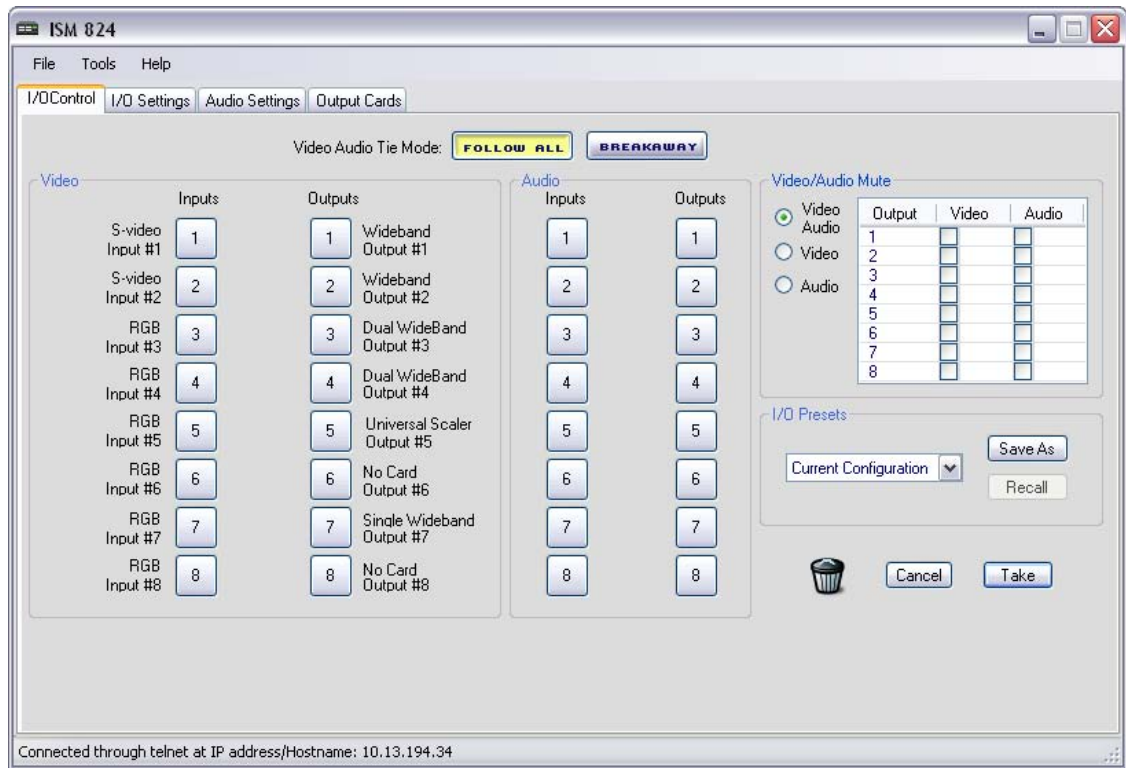 ISM 824
File Tools Help
I/OControl I/O Settings Audio Settings Output Cards
Video Audio Tie Mode: FOLLOW ALL BREAKAWAY
Video
Inputs Outputs
S-video
Input #1
1 1
Wideband
Output #1
S-video
Input #2
2 2
Wideband
Output #2
RGB
Input #3
3 3
Dual WideBand
Output #3
RGB
Input #4
4 4
Dual WideBand
Output #4
RGB
Input #5
5 5
Universal Scaler
Output #5
RGB
Input #6
6 6
No Card
Output #6
RGB
Input #7
7 7
Single Wideband
Output #7
RGB
Input #8
8 8
No Card
Output #8
Audio
Inputs Outputs
1 1
2 2
3 3
4 4
5 5
6 6
7 7
8 8
Video/Audio Mute
Video
Audio
Video
Audio
Output Video Audio
1
2
3
4
5
6
7
8
I/O Presets
Current Configuration
Save As
Recall
Cancel Take
Connected through telnet at IP address/Hostname: 10.13.194.34